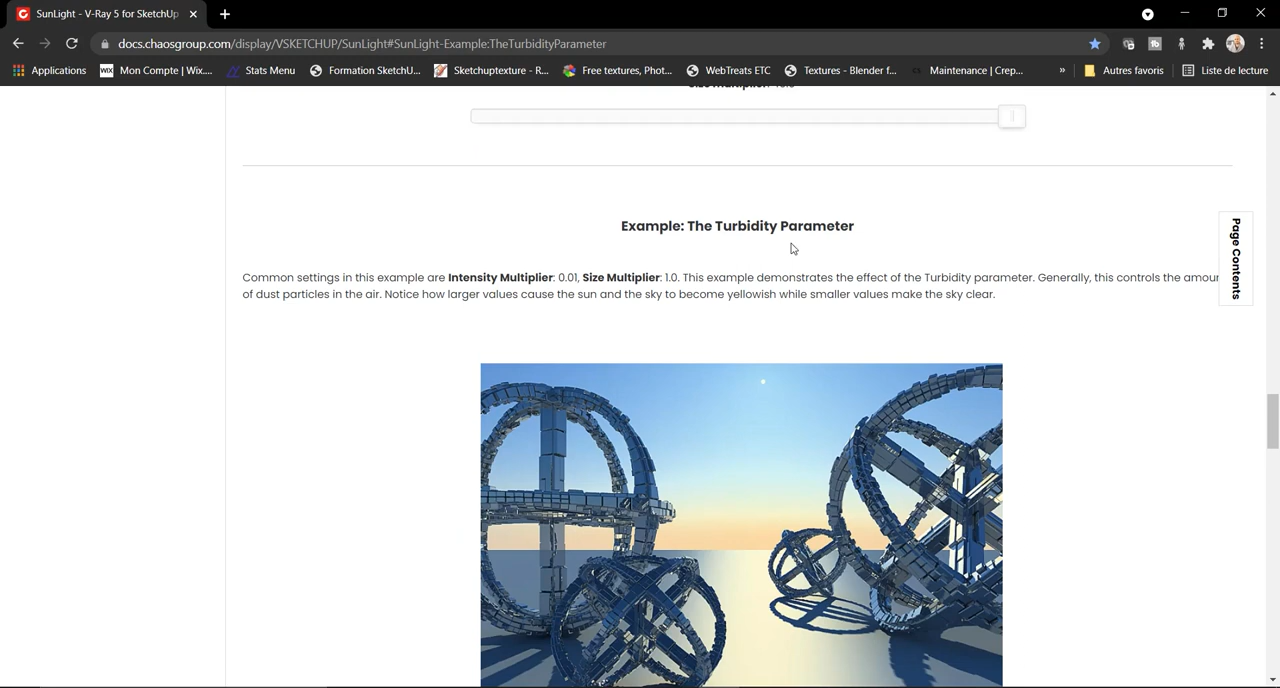 SunLight - V-Ray 5 for SketchUp
docs.chaosgroup.com/display/VSKETCHUP/SunLight#SunLight-Example:TheTurbidityParameter
Applications
Mon Compte | Wix....
Stats Menu
Formation SketchU...
Sketchuptexture - R...
Free textures, Phot...
WebTreats ETC
Textures - Blender f...
Maintenance | Crep...
»
Autres favoris
Liste de lecture
Example: The Turbidity Parameter
Common settings in this example are Intensity Multiplier: 0.01, Size Multiplier: 1.0. This example demonstrates the effect of the Turbidity parameter. Generally, this controls the amoun
of dust particles in the air. Notice how larger values cause the sun and the sky to become yellowish while smaller values make the sky clear.
Page Contents